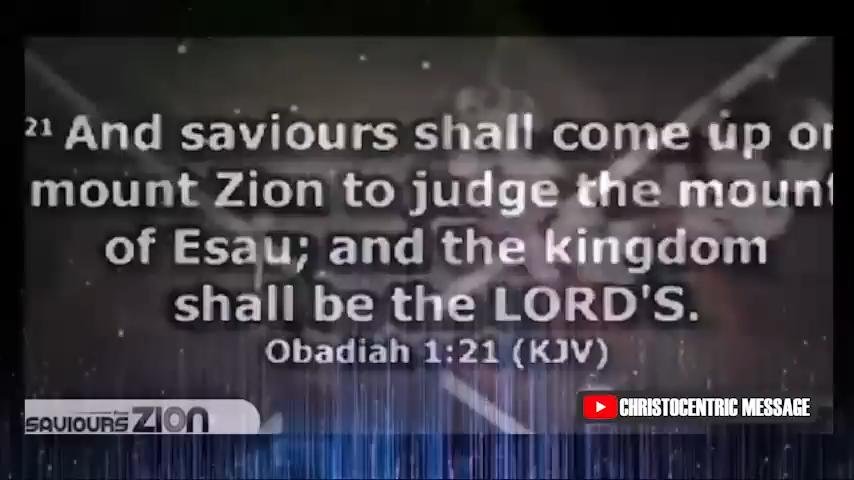 21 And saviours shall come up on
mount Zion to judge the mount
of Esau; and the kingdom
shall be the LORD'S.
Obadiah 1:21 (KJV)
SAVIOURS ZION
CHRISTOCENTRIC MESSAGE